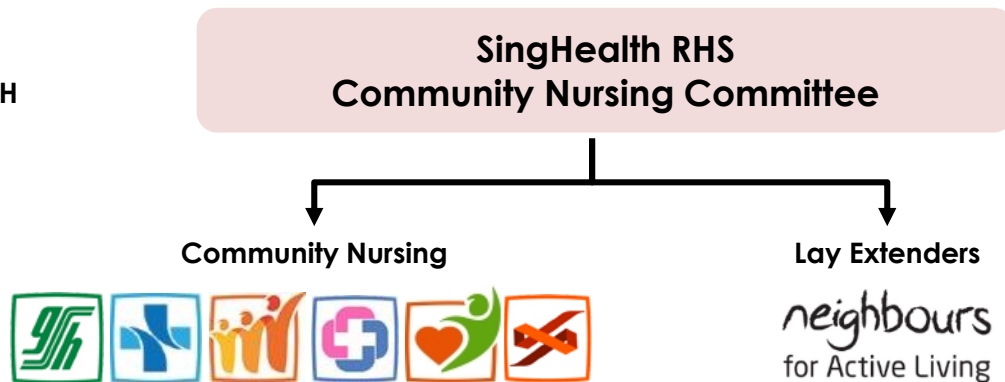 SingHealth RHS
Community Nursing Committee
H
Community Nursing
Lay Extenders
neighbours
for Active Living